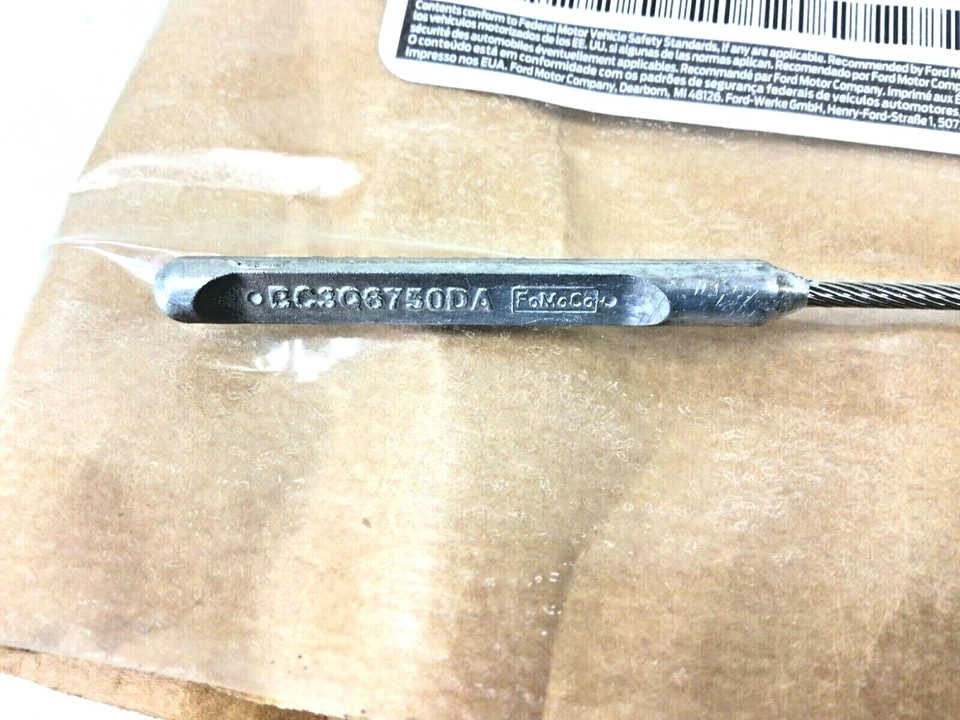 Contents conform to Federal Motor Vehicle Safety Standards, if any are applicable. Recommended by Ford M
los vehículos motorizados de los EE. UU. si algunas de las normas aplican. Recomendado por Ford Motor Comp
sécurité des automobiles éventuellement applicables. Recommandé par Ford Motor Company. Imprimé aux É
O conteúdo está em conformidade com os padrões de segurança federais de veículos automotores,
Impresso nos EUA. Ford Motor Company, Dearborn, MI 48126. Ford-Werke GmbH, Henry-Ford-Straße 1, 507
BC3Q6750DA FoMoCo